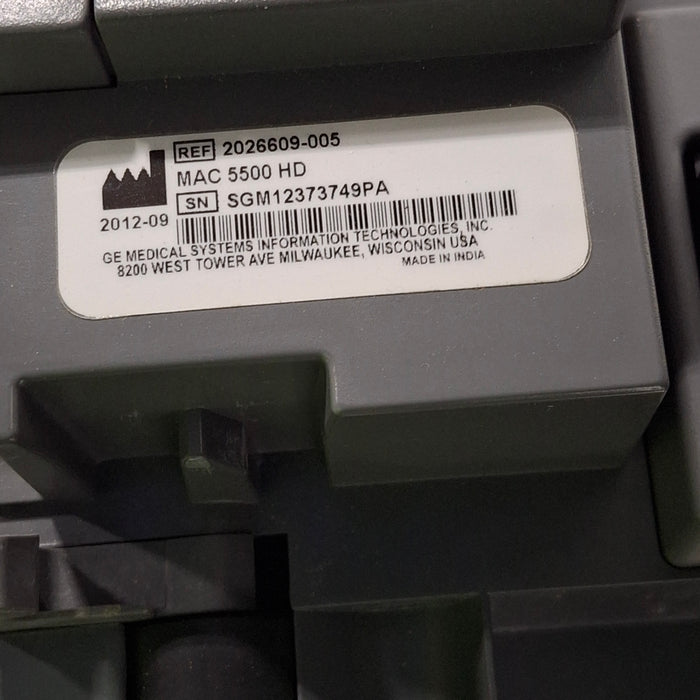 REF 2026609-005
MAC 5500 HD
SN SGM12373749PA
2012-09
GE MEDICAL SYSTEMS INFORMATION TECHNOLOGIES, INC.
8200 WEST TOWER AVE MILWAUKEE, WISCONSIN USA
MADE IN INDIA